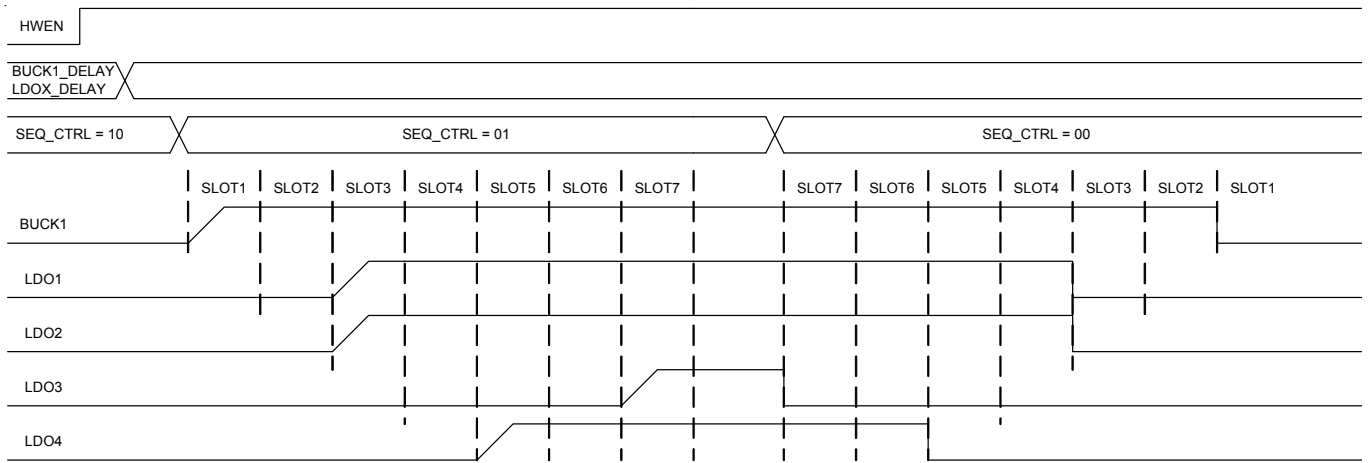 HWEN
BUCK1_DELAY
LDOX_DELAY
SEQ_CTRL = 10 SEQ_CTRL = 01 SEQ_CTRL = 00
SLOT1 SLOT2 SLOT3 SLOT4 SLOT5 SLOT6 SLOT7 SLOT7 SLOT6 SLOT5 SLOT4 SLOT3 SLOT2 SLOT1
BUCK1
LDO1
LDO2
LDO3
LDO4